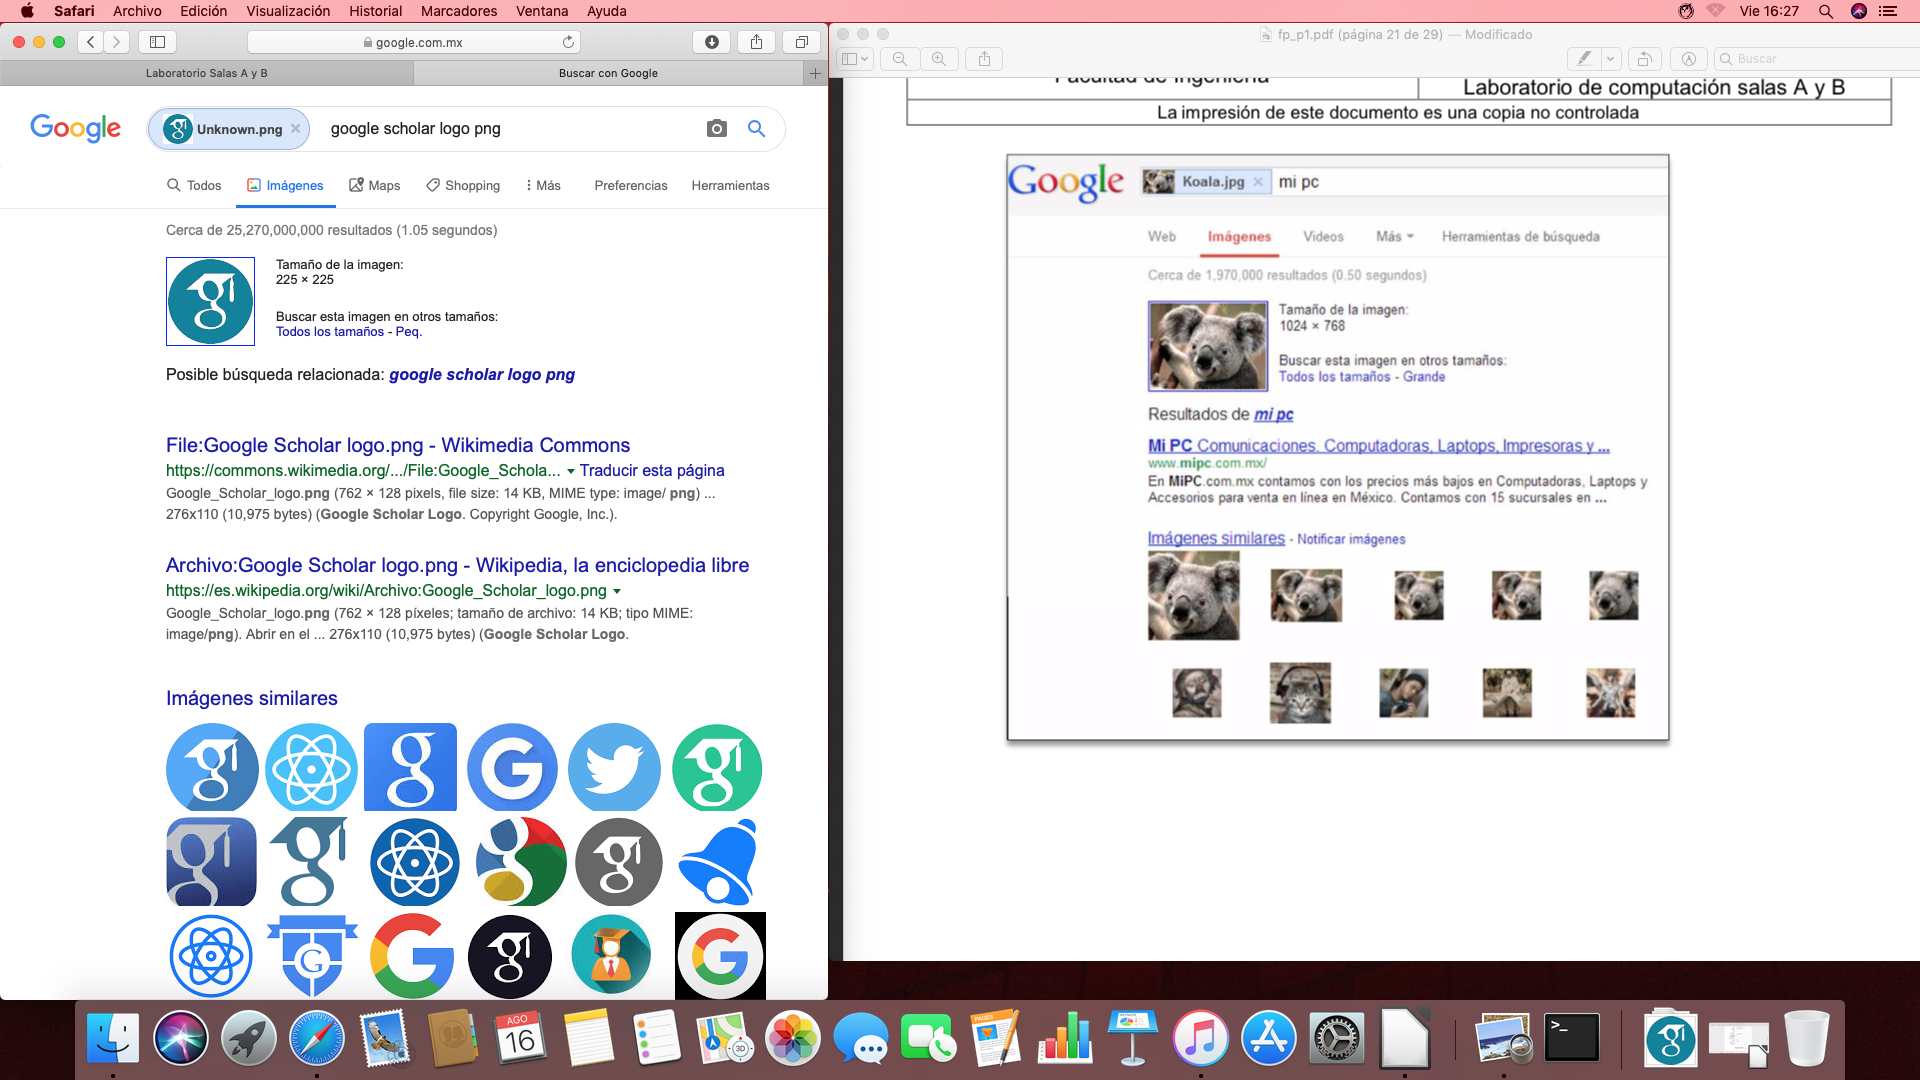 Safari Archivo Edición Visualización Historial Marcadores Ventana Ayuda
Vie 16:27
google.com.mx
Laboratorio Salas A y B
Buscar con Google
Google
Unknown.png
google scholar logo png
Todos
Imágenes
Maps
Shopping
Más
Preferencias
Herramientas
Cerca de 25,270,000,000 resultados (1.05 segundos)
Tamaño de la imagen:
225 × 225
Buscar esta imagen en otros tamaños:
Todos los tamaños - Peq.
Posible búsqueda relacionada: google scholar logo png
File:Google Scholar logo.png - Wikimedia Commons
https://commons.wikimedia.org/.../File:Google_Schola... Traducir esta página
Google_Scholar_logo.png (762 × 128 pixels, file size: 14 KB, MIME type: image/ png) ...
276x110 (10,975 bytes) (Google Scholar Logo. Copyright Google, Inc.).
Archivo:Google Scholar logo.png - Wikipedia, la enciclopedia libre
https://es.wikipedia.org/wiki/Archivo:Google_Scholar_logo.png
Google_Scholar_logo.png (762 × 128 píxeles; tamaño de archivo: 14 KB; tipo MIME:
image/png). Abrir en el ... 276x110 (10,975 bytes) (Google Scholar Logo.
Imágenes similares
fp_p1.pdf (página 21 de 29) — Modificado
Buscar
Facultad de Ingeniería
Laboratorio de computación salas A y B
La impresión de este documento es una copia no controlada
Google
Koala.jpg
mi pc
Web
Imágenes
Videos
Más
Herramientas de búsqueda
Cerca de 1,970,000 resultados (0.50 segundos)
Tamaño de la imagen:
1024 × 768
Buscar esta imagen en otros tamaños:
Todos los tamaños - Grande
Resultados de mi pc
Mi PC Comunicaciones. Computadoras, Laptops, Impresoras y ...
www.mipc.com.mx/
En MiPC.com.mx contamos con los precios más bajos en Computadoras, Laptops y
Accesorios para venta en línea en México. Contamos con 15 sucursales en ...
Imágenes similares - Notificar imágenes
AGO
16
3D
PAGES
>_